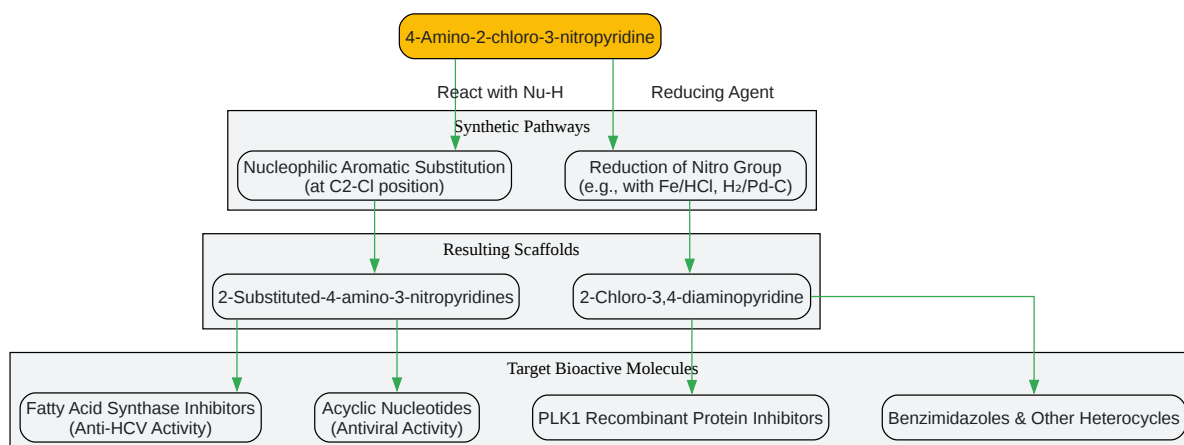 4-Amino-2-chloro-3-nitropyridine
React with Nu-H
Reducing Agent
Synthetic Pathways
Nucleophilic Aromatic Substitution
(at C2-Cl position)
Reduction of Nitro Group
(e.g., with Fe/HCl, H₂/Pd-C)
Resulting Scaffolds
2-Substituted-4-amino-3-nitropyridines
2-Chloro-3,4-diaminopyridine
Target Bioactive Molecules
Fatty Acid Synthase Inhibitors
(Anti-HCV Activity)
Acyclic Nucleotides
(Antiviral Activity)
PLK1 Recombinant Protein Inhibitors
Benzimidazoles & Other Heterocycles